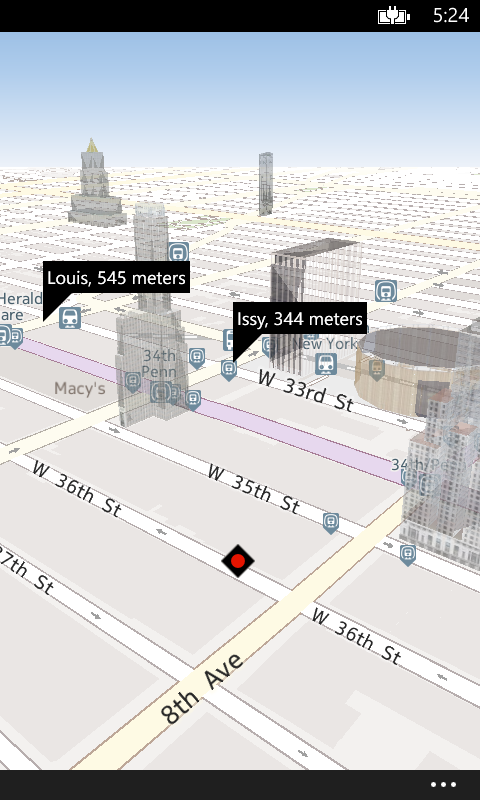 5:24
Louis, 545 meters
Herald
are
Issy, 344 meters
New York
34th
Penn
Macy's
W 33rd St
34th
W 36th St
W 35th St
37th St
W 36th St
8th Ave